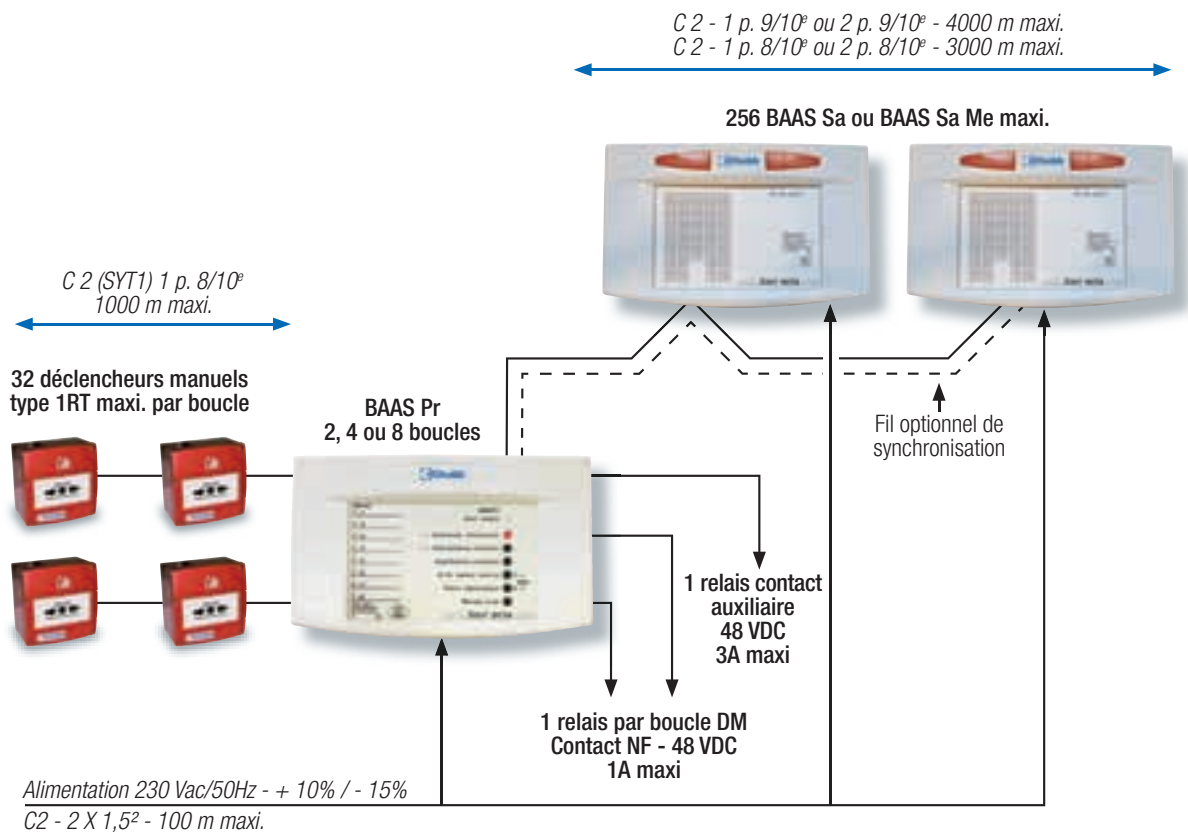 C 2 - 1 p. 9/10e ou 2 p. 9/10e - 4000 m maxi.
C 2 - 1 p. 8/10e ou 2 p. 8/10e - 3000 m maxi.
256 BAAS Sa ou BAAS Sa Me maxi.
C 2 (SYT1) 1 p. 8/10e
1000 m maxi.
32 déclencheurs manuels
type 1RT maxi. par boucle
BAAS Pr
2, 4 ou 8 boucles
Fil optionnel de
synchronisation
1 relais contact
auxiliaire
48 VDC
3A maxi
1 relais par boucle DM
Contact NF - 48 VDC
1A maxi
Alimentation 230 Vac/50Hz - + 10% / - 15%
C2 - 2 X 1,5² - 100 m maxi.